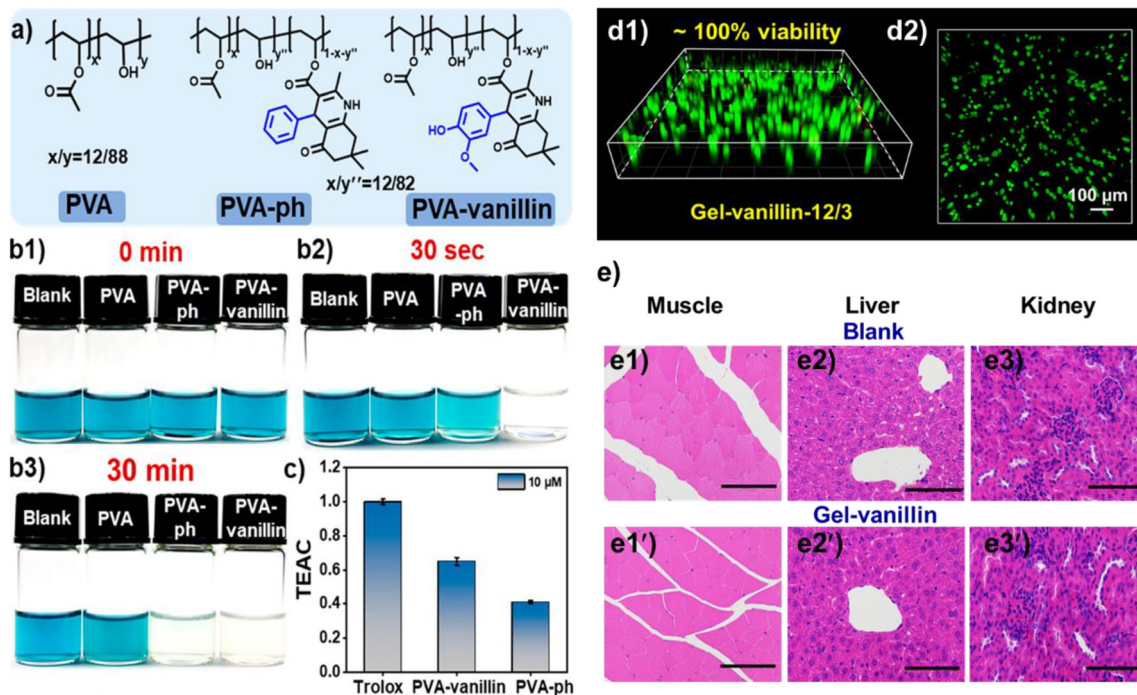 a)
x
OH
y
O
O
x/y=12/88
PVA
x
OH
y''
1-x-y''
O
O
O
O
NH
O
x/y''=12/82
PVA-ph
x
OH
y''
1-x-y''
O
O
O
O
NH
HO
O
O
PVA-vanillin
b1)
0 min
Blank
PVA
PVA-
ph
PVA-
vanillin
b2)
30 sec
Blank
PVA
PVA
-ph
PVA-
vanillin
b3)
30 min
Blank
PVA
PVA-
ph
PVA-
vanillin
c)
TEAC
1.2
1.0
0.8
0.6
0.4
0.2
0.0
10 μM
Trolox
PVA-vanillin
PVA-ph
d1)
~ 100% viability
Gel-vanillin-12/3
d2)
100 μm
e)
Muscle
Liver
Kidney
Blank
e1)
e2)
e3)
Gel-vanillin
e1′)
e2′)
e3′)